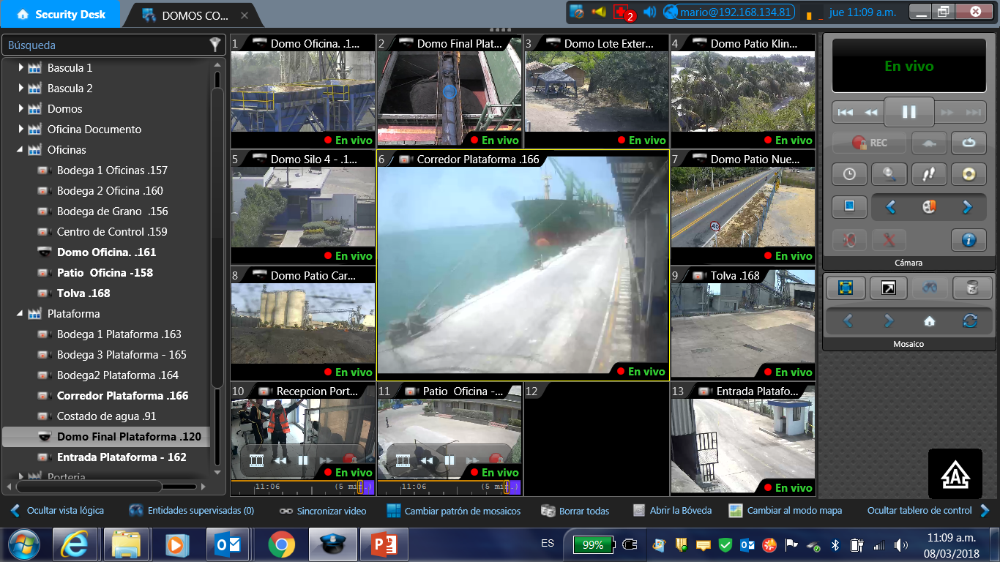 Security Desk
DOMOS CO...
2
mario@192.168.134.81
jue 11:09 a.m.
Búsqueda
Bascula 1
Bascula 2
Domos
Oficina Documento
Oficinas
Bodega 1 Oficinas .157
Bodega 2 Oficina .160
Bodega de Grano .156
Centro de Control .159
Domo Oficina. .161
Patio Oficina -158
Tolva .168
Plataforma
Bodega 1 Plataforma .163
Bodega 3 Plataforma - 165
Bodega2 Plataforma .164
Corredor Plataforma .166
Costado de agua .91
Domo Final Plataforma .120
Entrada Plataforma - 162
Porteria
1 Domo Oficina. .1...
En vivo
2 Domo Final Plat...
En vivo
3 Domo Lote Exter...
En vivo
4 Domo Patio Klin...
En vivo
5 Domo Silo 4 - .1...
En vivo
6 Corredor Plataforma .166
En vivo
7 Domo Patio Nue...
40
En vivo
8 Domo Patio Car...
En vivo
9 Tolva .168
En vivo
10 Recepcion Port...
En vivo
11:06 (5 min.)
11 Patio Oficina -...
En vivo
11:06 (5 min.)
12
13 Entrada Platafo...
En vivo
En vivo
REC
Cámara
Mosaico
Ocultar vista lógica
Entidades supervisadas (0)
Sincronizar video
Cambiar patrón de mosaicos
Borrar todas
Abrir la Bóveda
Cambiar al modo mapa
Ocultar tablero de control
ES
99%
11:09 a.m.
08/03/2018